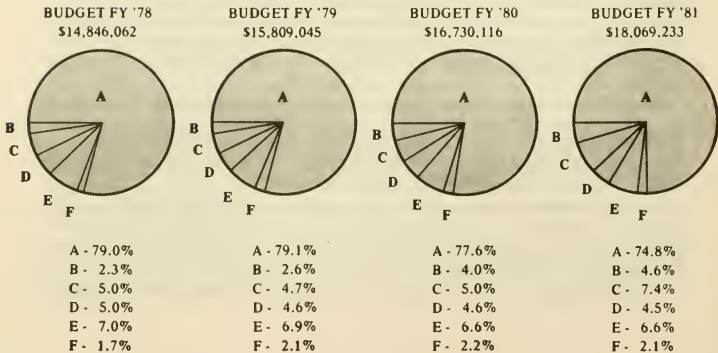 BUDGET FY '78
$14,846,062
A
B
C
D
E
F
A - 79.0%
B - 2.3%
C - 5.0%
D - 5.0%
E - 7.0%
F - 1.7%
BUDGET FY '79
$15,809,045
A
B
C
D
E
F
A - 79.1%
B - 2.6%
C - 4.7%
D - 4.6%
E - 6.9%
F - 2.1%
BUDGET FY '80
$16,730,116
A
B
C
D
E
F
A - 77.6%
B - 4.0%
C - 5.0%
D - 4.6%
E - 6.6%
F - 2.2%
BUDGET FY '81
$18,069,233
A
B
C
D
E
F
A - 74.8%
B - 4.6%
C - 7.4%
D - 4.5%
E - 6.6%
F - 2.1%